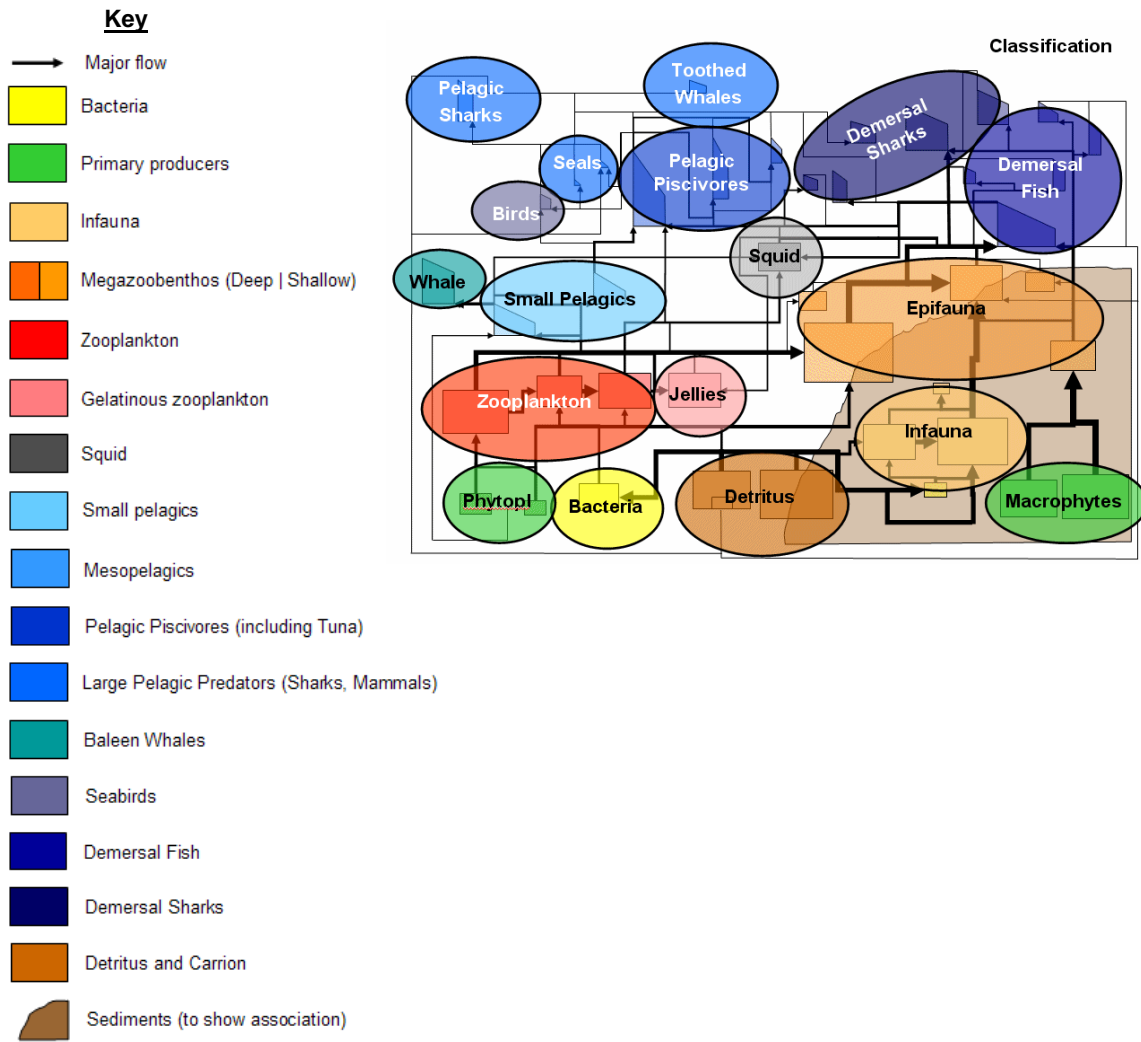 Key
Major flow
Bacteria
Primary producers
Infauna
Megazoobenthos (Deep | Shallow)
Zooplankton
Gelatinous zooplankton
Squid
Small pelagics
Mesopelagics
Pelagic Piscivores (including Tuna)
Large Pelagic Predators (Sharks, Mammals)
Baleen Whales
Seabirds
Demersal Fish
Demersal Sharks
Detritus and Carrion
Sediments (to show association)
Classification
Pelagic
Sharks
Toothed
Whales
Demersal
Sharks
Seals
Pelagic
Piscivores
Demersal
Fish
Birds
Squid
Whale
Small Pelagics
Epifauna
Zooplankton
Jellies
Infauna
Phytopl
Bacteria
Detritus
Macrophytes